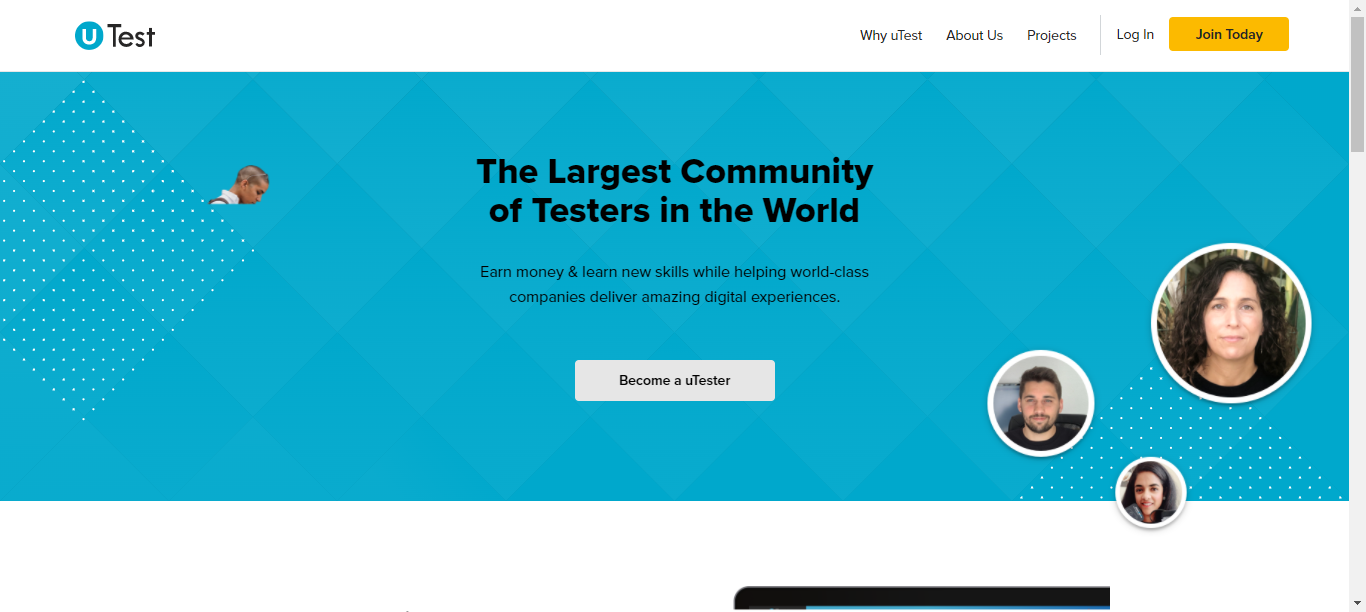 uTest
Why uTest
About Us
Projects
Log In
Join Today
The Largest Community
of Testers in the World
Earn money & learn new skills while helping world-class
companies deliver amazing digital experiences.
Become a uTester